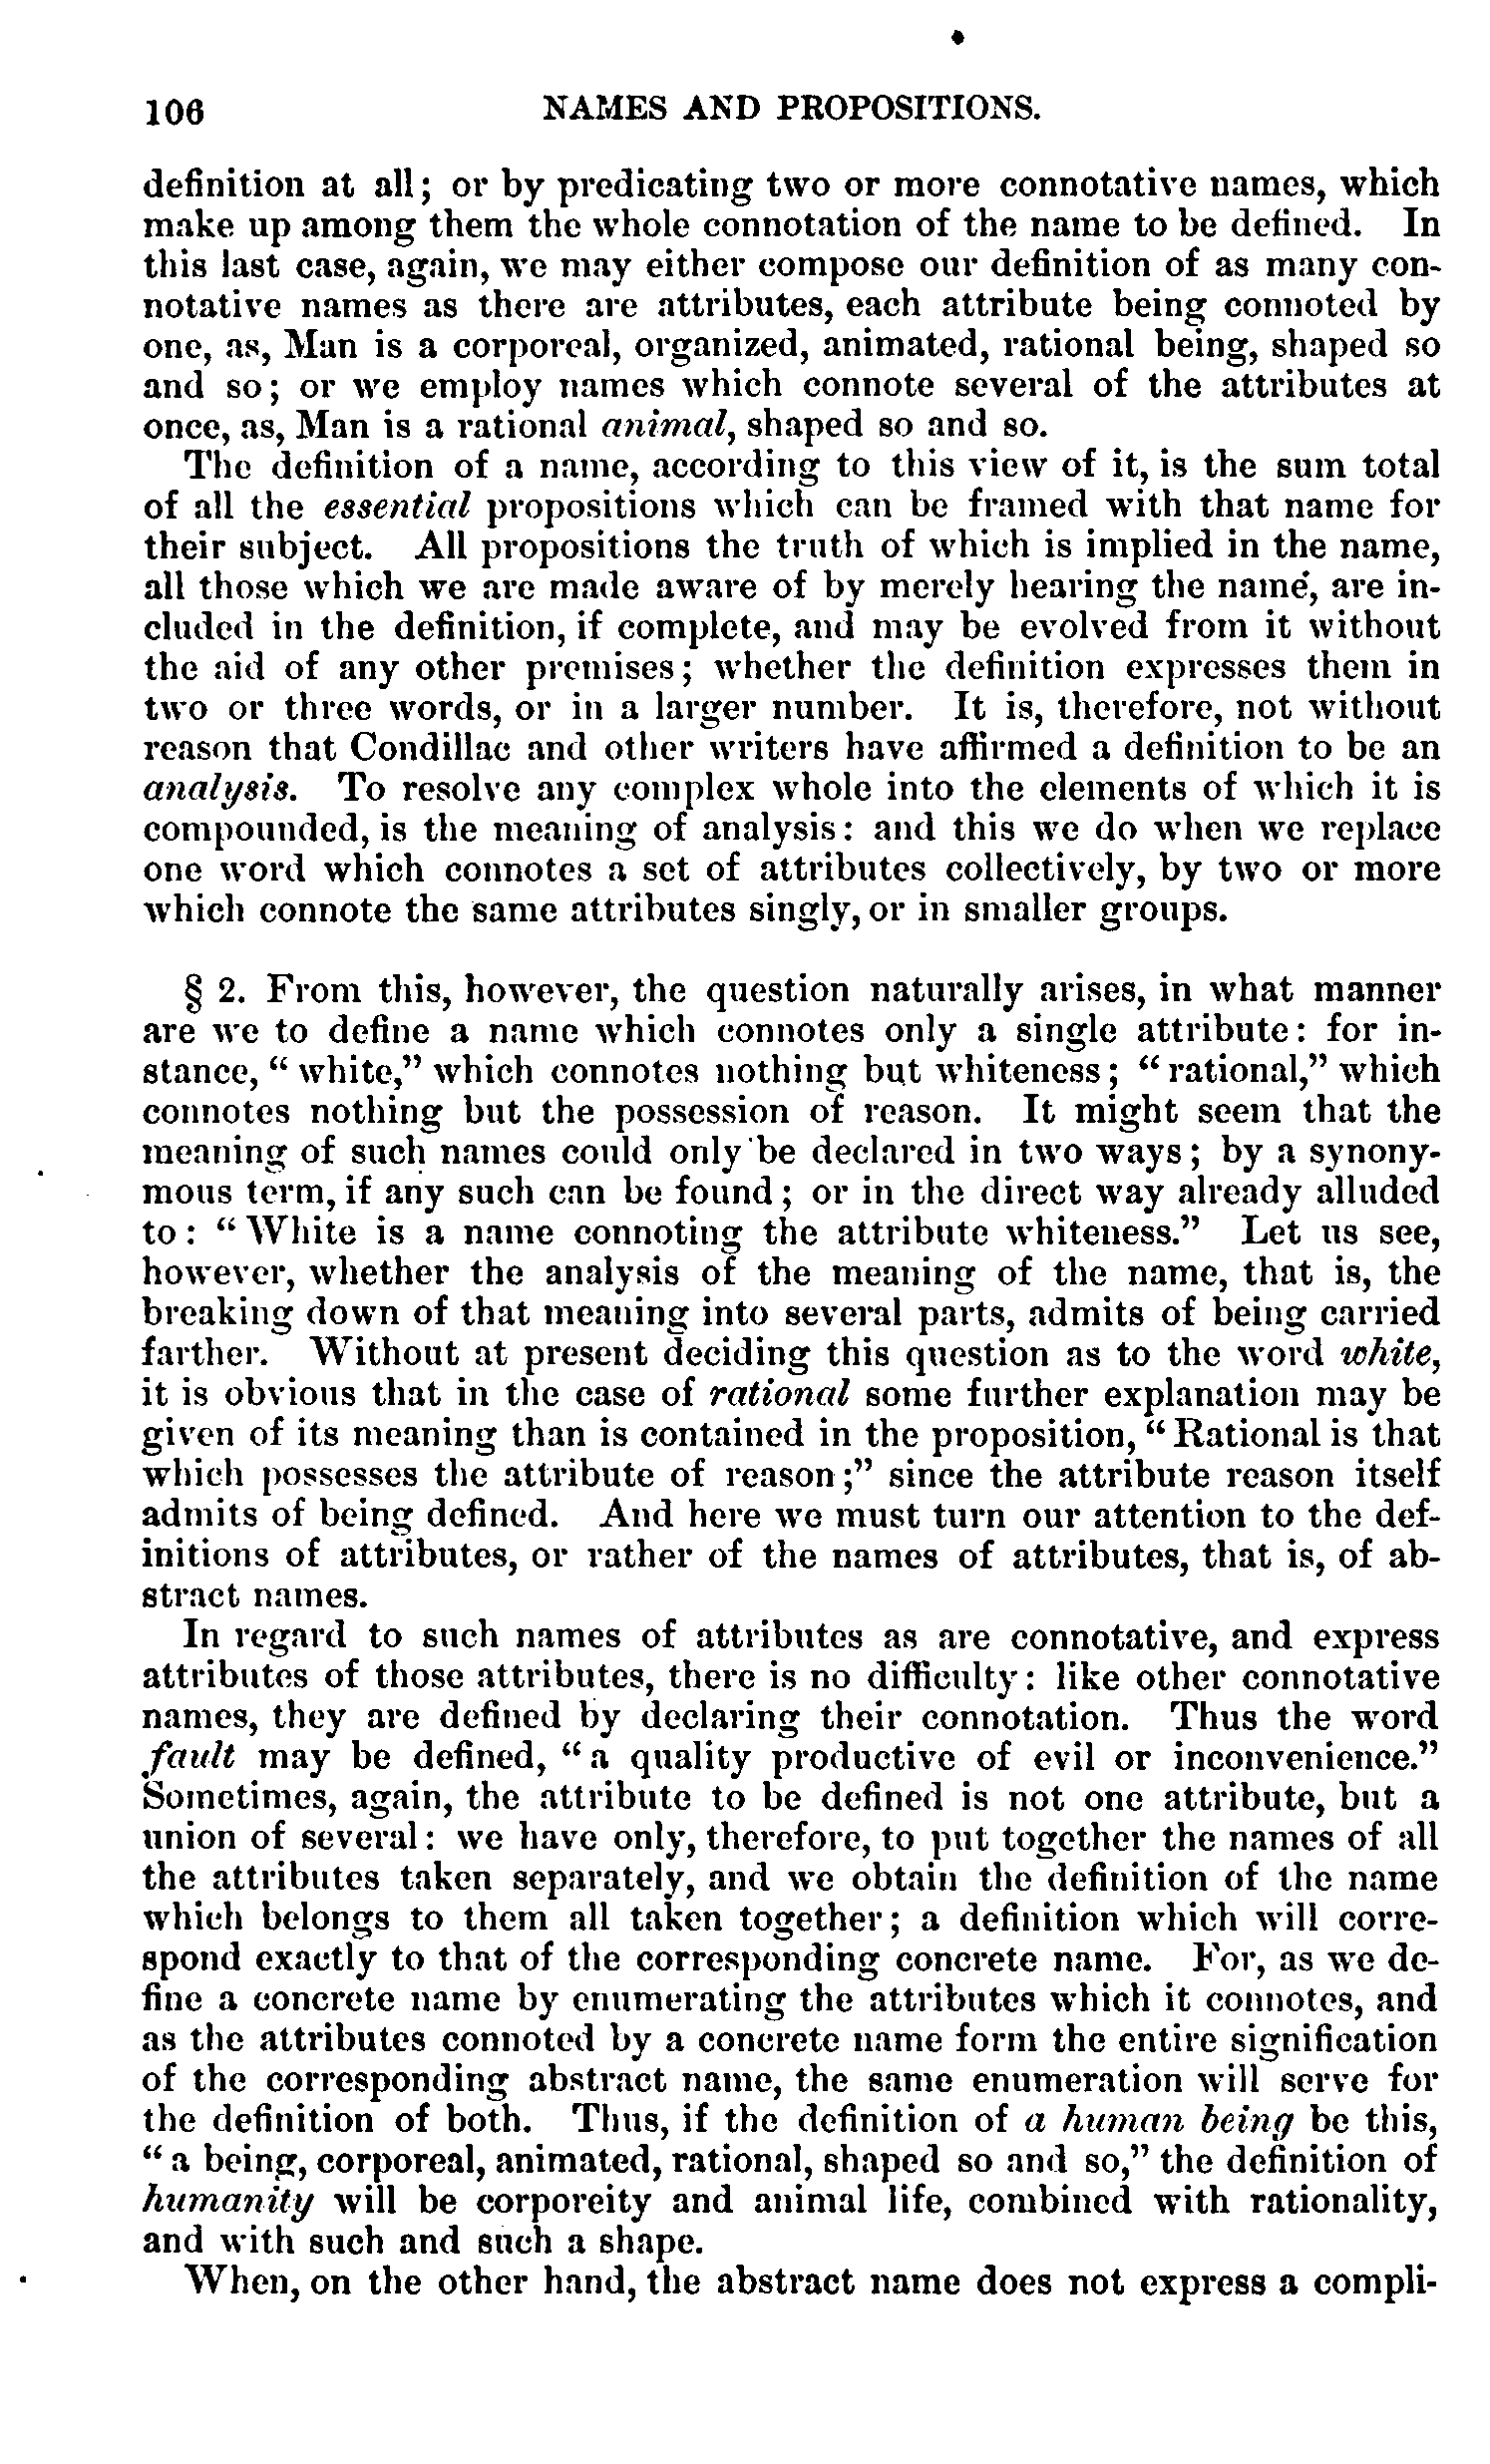 106 NAMES AND PROPOSITIONS.
definition at all; or by predicating two or more connotative names, which
make up among them the whole connotation of the name to be defined. In
this last case, again, we may either compose our definition of as many con-
notative names as there are attributes, each attribute being connoted by
one, as, Man is a corporeal, organized, animated, rational being, shaped so
and so; or we employ names which connote several of the attributes at
once, as, Man is a rational animal, shaped so and so.
The definition of a name, according to this view of it, is the sum total
of all the essential propositions which can be framed with that name for
their subject. All propositions the truth of which is implied in the name,
all those which we are made aware of by merely hearing the name, are in-
cluded in the definition, if complete, and may be evolved from it without
the aid of any other premises; whether the definition expresses them in
two or three words, or in a larger number. It is, therefore, not without
reason that Condillac and other writers have affirmed a definition to be an
analysis. To resolve any complex whole into the elements of which it is
compounded, is the meaning of analysis: and this we do when we replace
one word which connotes a set of attributes collectively, by two or more
which connote the same attributes singly, or in smaller groups.
§ 2. From this, however, the question naturally arises, in what manner
are we to define a name which connotes only a single attribute: for in-
stance, "white," which connotes nothing but whiteness; "rational," which
connotes nothing but the possession of reason. It might seem that the
meaning of such names could only be declared in two ways; by a synony-
mous term, if any such can be found; or in the direct way already alluded
to: "White is a name connoting the attribute whiteness." Let us see,
however, whether the analysis of the meaning of the name, that is, the
breaking down of that meaning into several parts, admits of being carried
farther. Without at present deciding this question as to the word white,
it is obvious that in the case of rational some further explanation may be
given of its meaning than is contained in the proposition, "Rational is that
which possesses the attribute of reason;" since the attribute reason itself
admits of being defined. And here we must turn our attention to the def-
initions of attributes, or rather of the names of attributes, that is, of ab-
stract names.
In regard to such names of attributes as are connotative, and express
attributes of those attributes, there is no difficulty: like other connotative
names, they are defined by declaring their connotation. Thus the word
fault may be defined, "a quality productive of evil or inconvenience."
Sometimes, again, the attribute to be defined is not one attribute, but a
union of several: we have only, therefore, to put together the names of all
the attributes taken separately, and we obtain the definition of the name
which belongs to them all taken together; a definition which will corre-
spond exactly to that of the corresponding concrete name. For, as we de-
fine a concrete name by enumerating the attributes which it connotes, and
as the attributes connoted by a concrete name form the entire signification
of the corresponding abstract name, the same enumeration will serve for
the definition of both. Thus, if the definition of a human being be this,
"a being, corporeal, animated, rational, shaped so and so," the definition of
humanity will be corporeity and animal life, combined with rationality,
and with such and such a shape.
When, on the other hand, the abstract name does not express a compli-